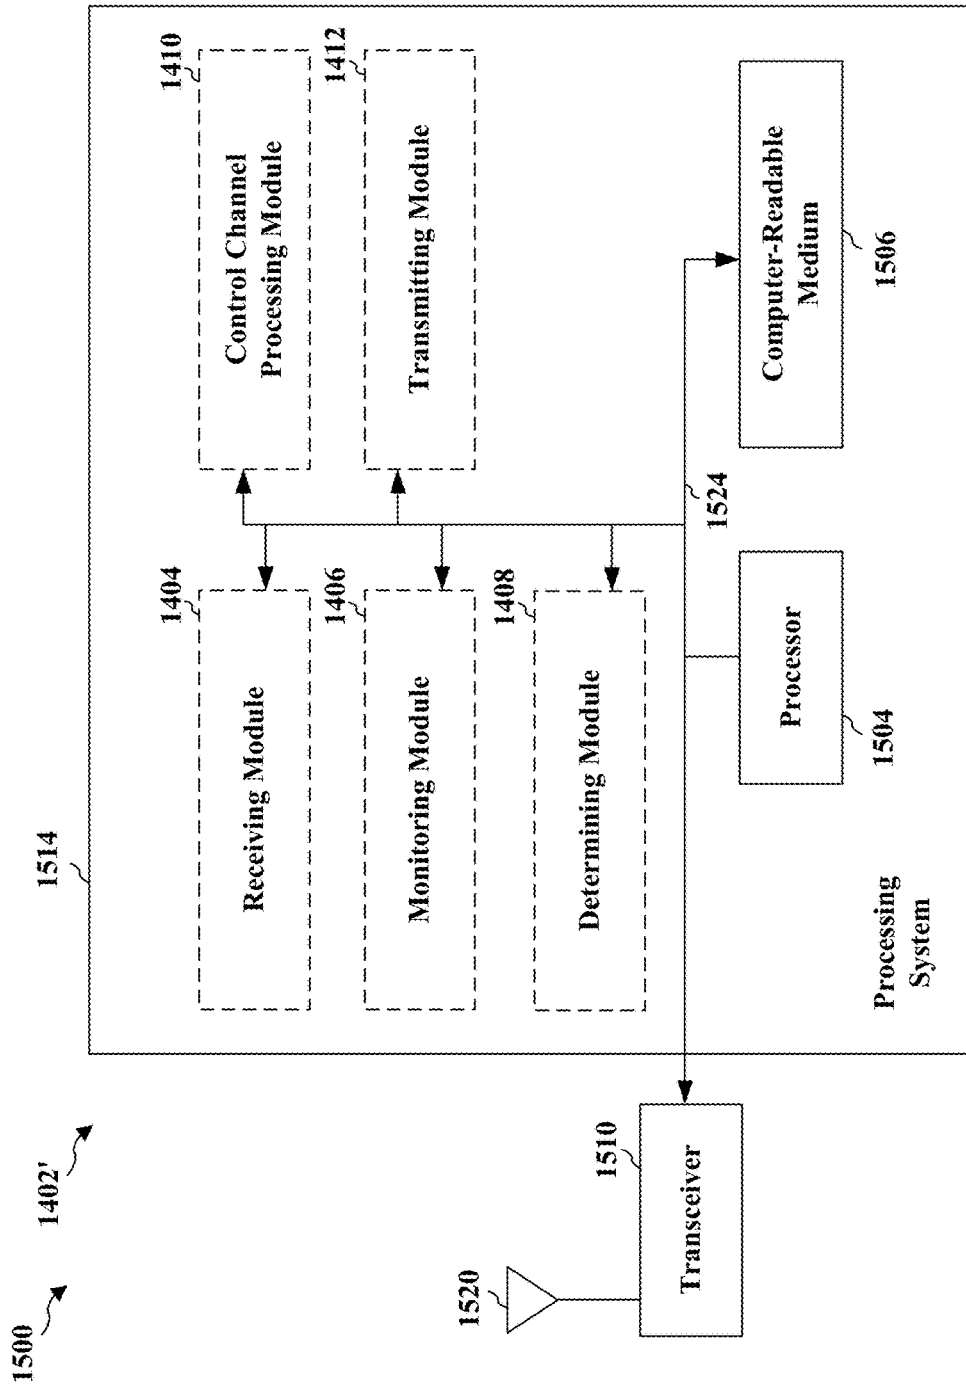 1500
1402'
1514
1404
Receiving Module
1410
Control Channel
Processing Module
1406
Monitoring Module
1412
Transmitting Module
1408
Determining Module
1520
1510
Transceiver
1524
Processor
1504
Computer-Readable
Medium
1506
Processing
System